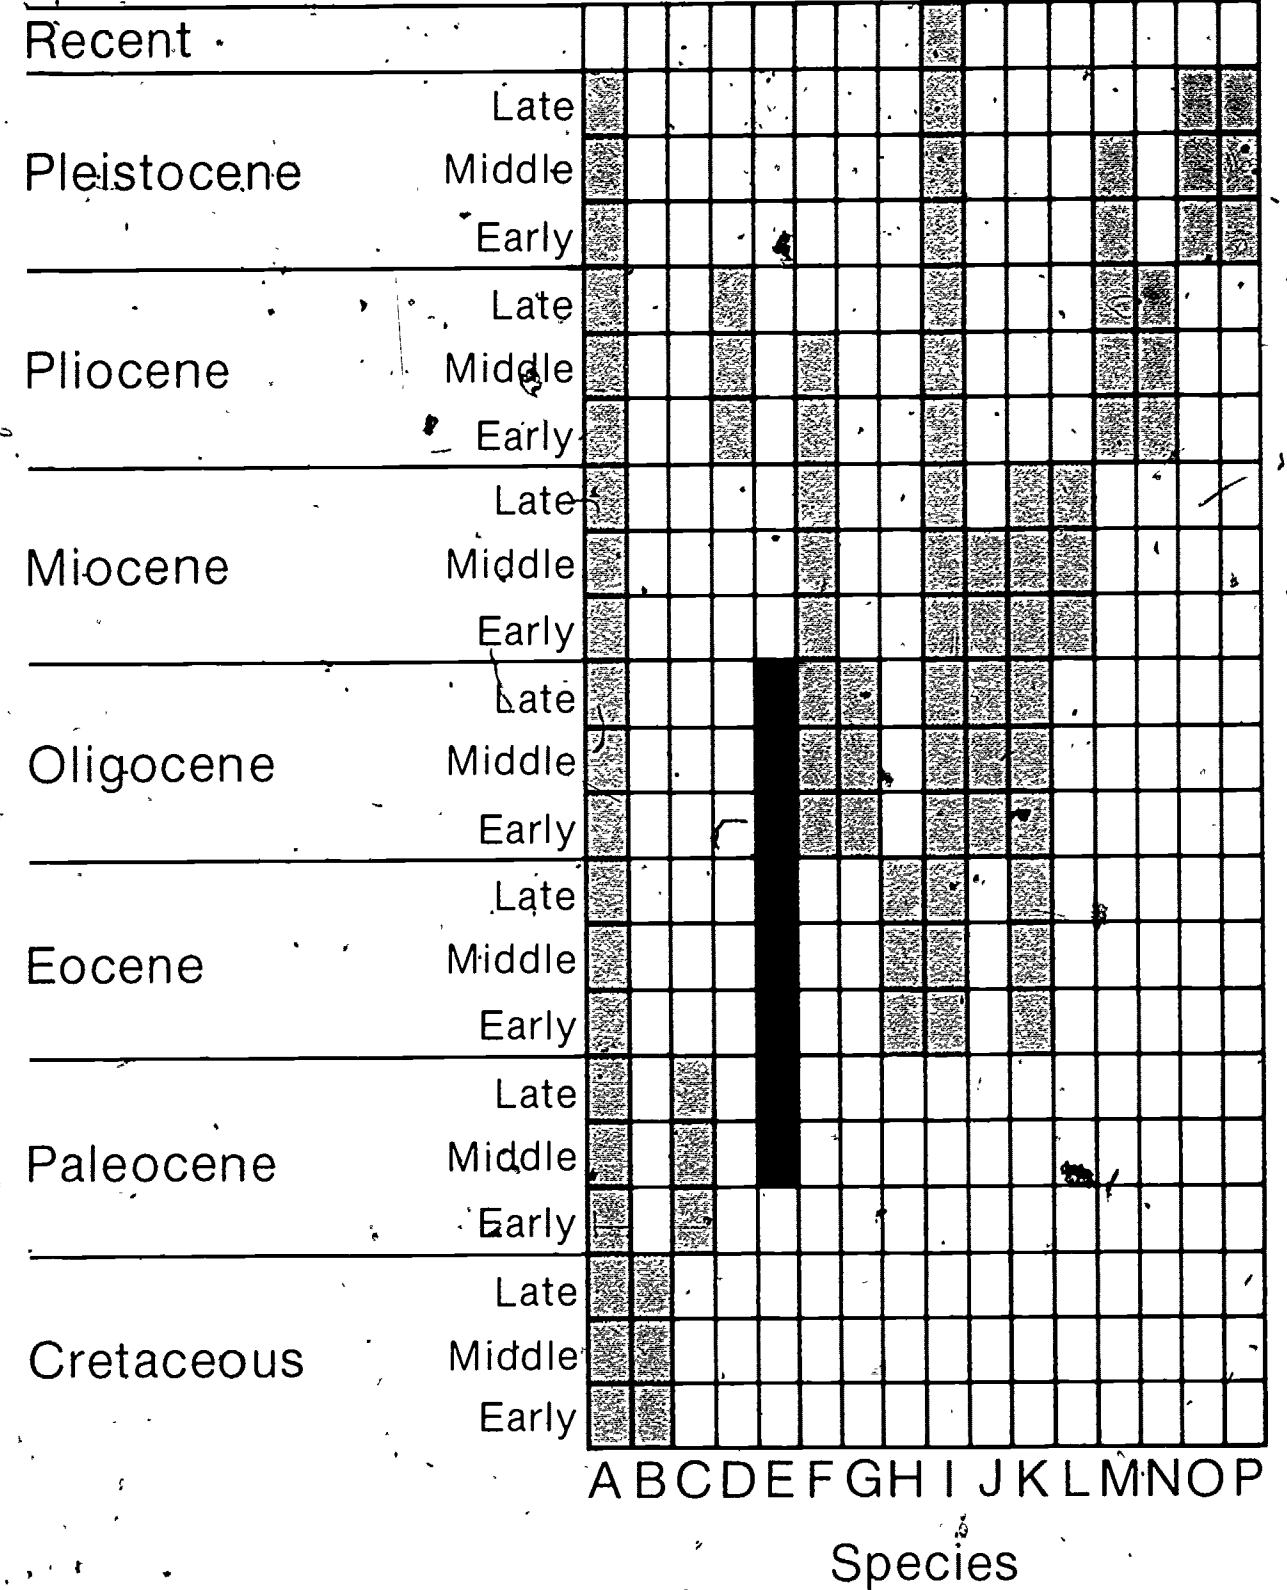 Recent
Late
Pleistocene Middle
Early
Late
Pliocene Middle
Early
Late
Miocene Middle
Early
Late
Oligocene Middle
Early
Late
Eocene Middle
Early
Late
Paleocene Middle
Early
Late
Cretaceous Middle
Early
A B C D E F G H I J K L M N O P
Species